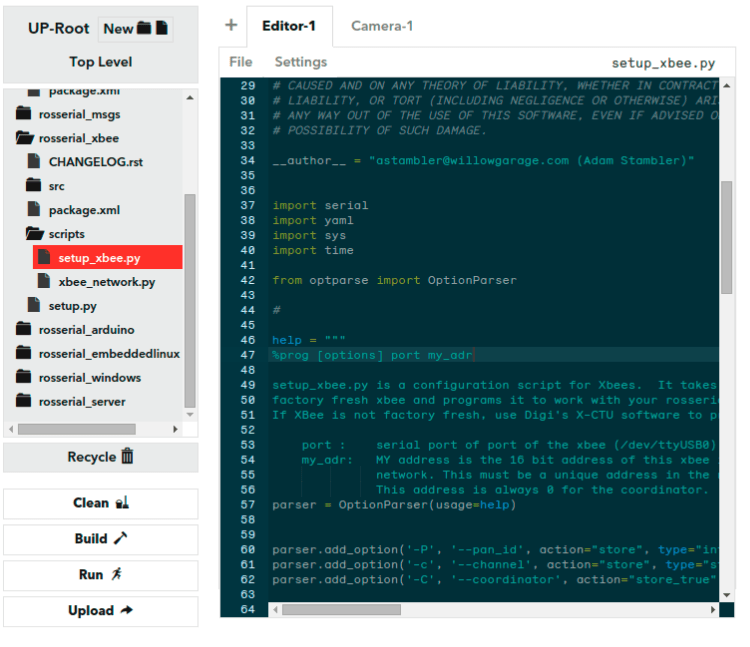 UP-Root New
Top Level
package.xml
rosserial_msgs
rosserial_xbee
CHANGELOG.rst
src
package.xml
scripts
setup_xbee.py
xbee_network.py
setup.py
rosserial_arduino
rosserial_embeddedlinux
rosserial_windows
rosserial_server
Recycle
Clean
Build
Run
Upload
+ Editor-1 Camera-1
File Settings setup_xbee.py
29 # CAUSED AND ON ANY THEORY OF LIABILITY, WHETHER IN CONTRACT
30 # LIABILITY, OR TORT (INCLUDING NEGLIGENCE OR OTHERWISE) ARI
31 # ANY WAY OUT OF THE USE OF THIS SOFTWARE, EVEN IF ADVISED O
32 # POSSIBILITY OF SUCH DAMAGE.
33
34 __author__ = "astambler@willowgarage.com (Adam Stambler)"
35
36
37 import serial
38 import yaml
39 import sys
40 import time
41
42 from optparse import OptionParser
43
44 #
45
46 help = """
47 %prog [options] port my_adr
48
49 setup_xbee.py is a configuration script for Xbees.  It takes
50 factory fresh xbee and programs it to work with your rosseri
51 If XBee is not factory fresh, use Digi's X-CTU software to p
52
53     port :    serial port of port of the xbee (/dev/ttyUSB0)
54     my_adr:   MY address is the 16 bit address of this xbee
55               network. This must be a unique address in the
56               This address is always 0 for the coordinator.
57 parser = OptionParser(usage=help)
58
59
60 parser.add_option('-P', '--pan_id', action="store", type="in
61 parser.add_option('-c', '--channel', action="store", type="s
62 parser.add_option('-C', '--coordinator', action="store_true"
63
64